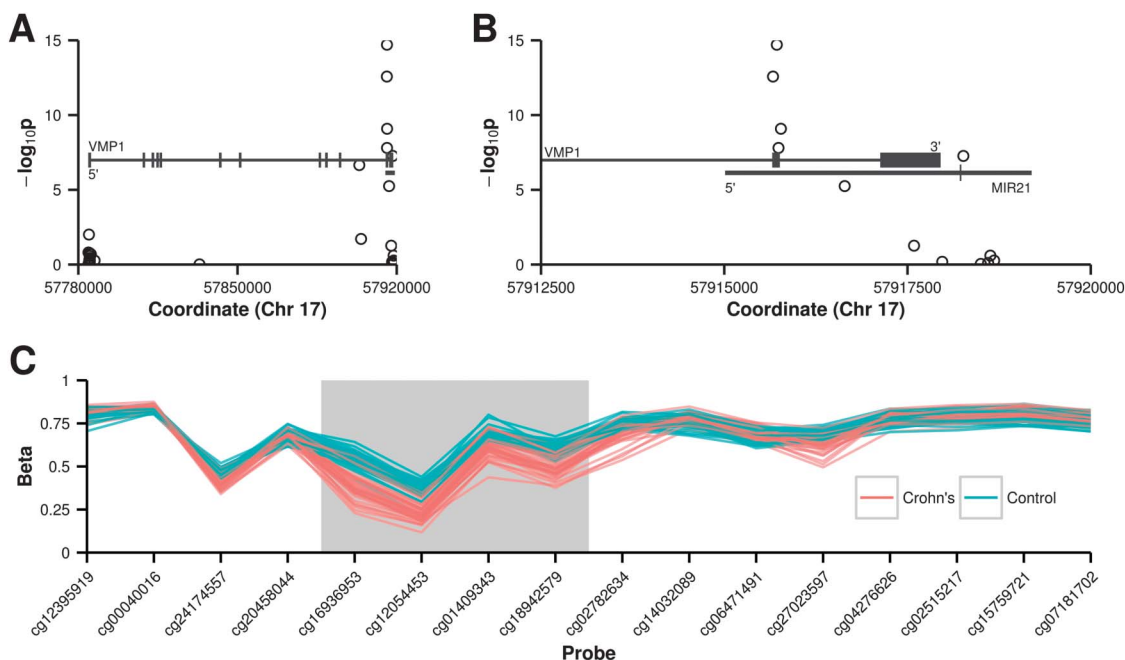 A
15
10
5
0
− log10p
VMP1
5'
57780000
57850000
57920000
Coordinate (Chr 17)
B
15
10
5
0
− log10p
VMP1
3'
5'
MIR21
57912500
57915000
57917500
57920000
Coordinate (Chr 17)
C
1
0.75
0.5
0.25
0
Beta
Crohn's
Control
cg12395919
cg00040016
cg24174557
cg20458044
cg16936953
cg12054453
cg01409343
cg18942579
cg02782634
cg14032089
cg06471491
cg27023597
cg04276626
cg02515217
cg15759721
cg07181702
Probe